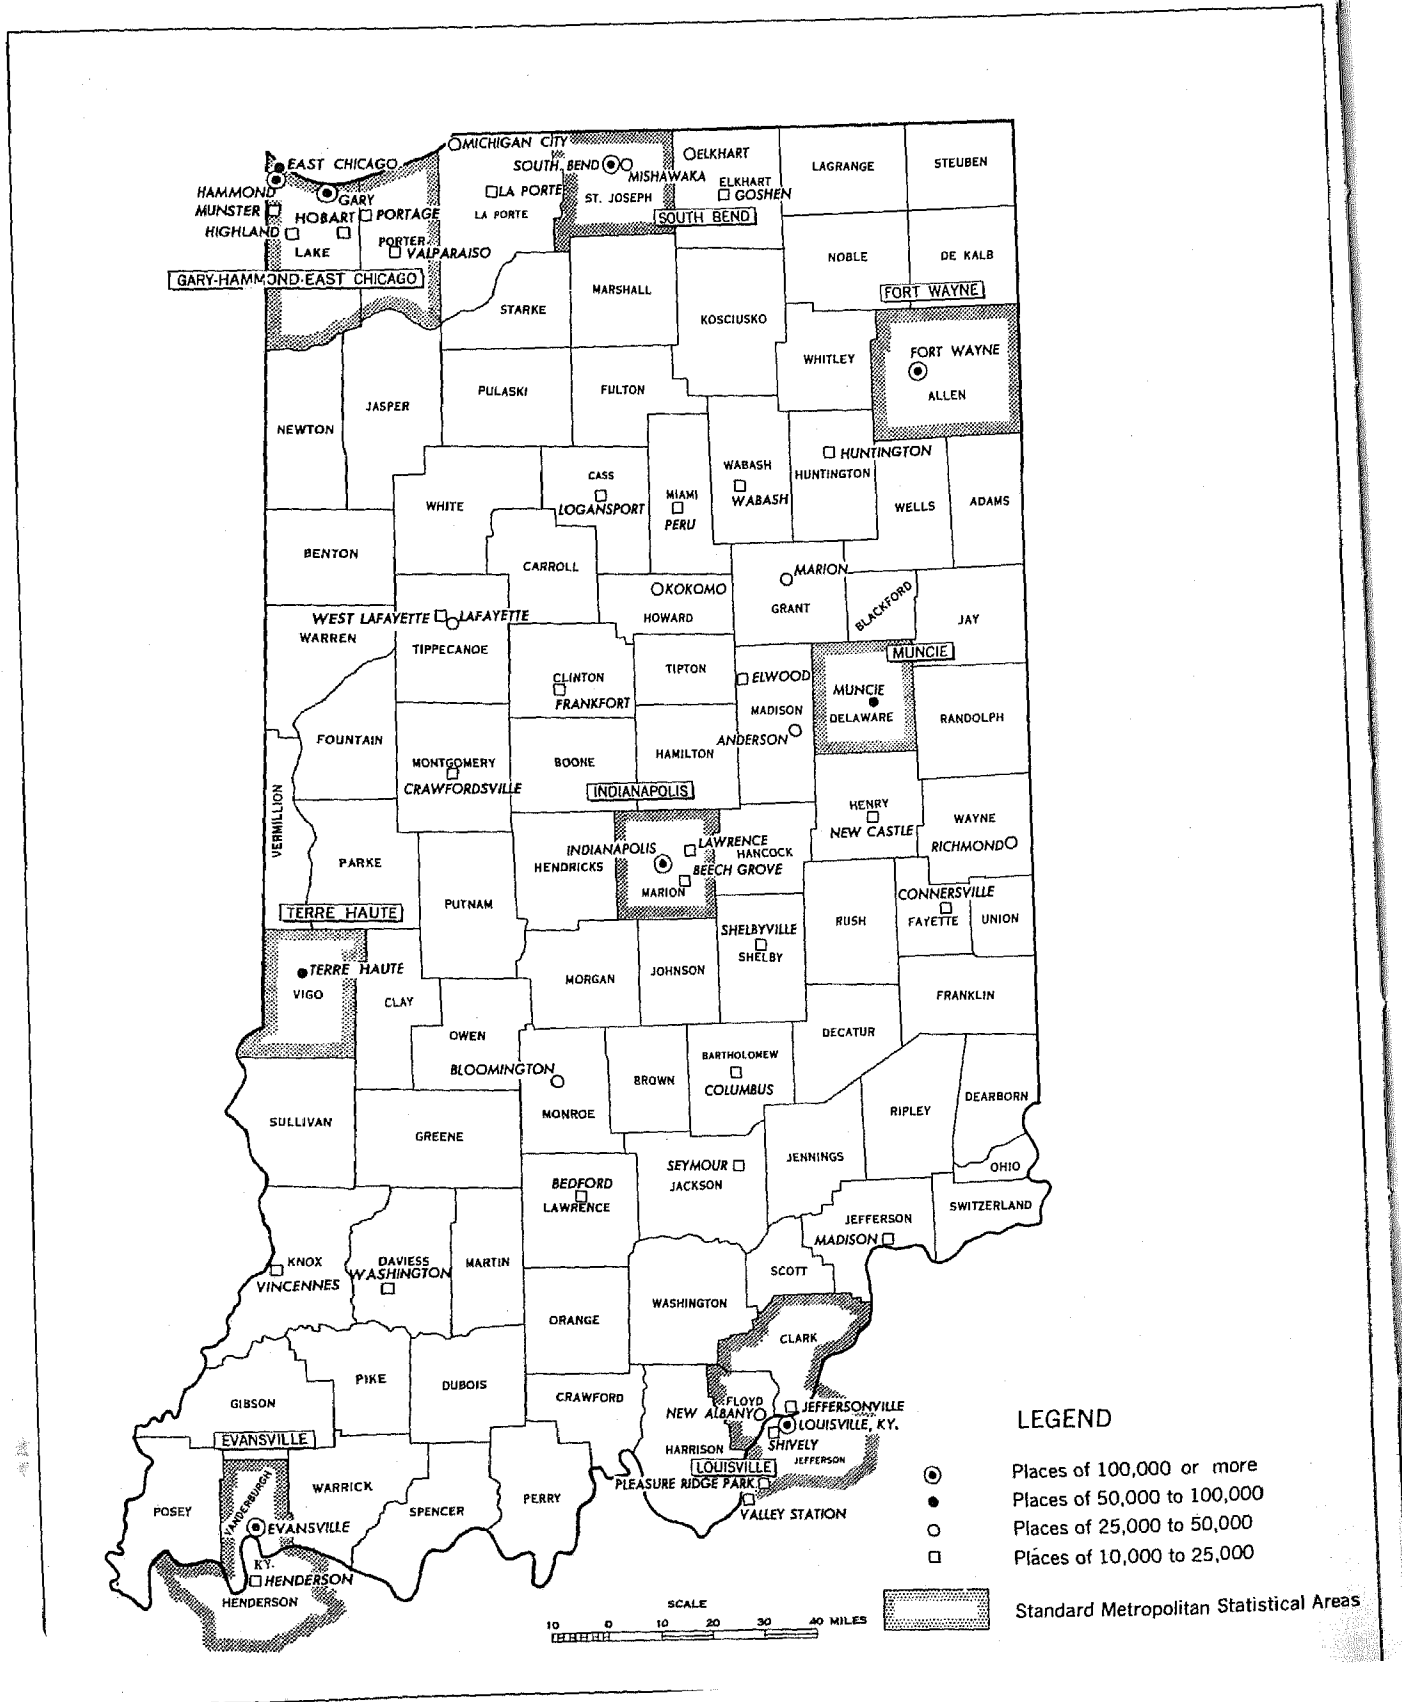 MICHIGAN CITY
EAST CHICAGO
SOUTH BEND
MISHAWAKA
ELKHART
LAGRANGE
STEUBEN
HAMMOND
GARY
LA PORTE
ST. JOSEPH
ELKHART
GOSHEN
MUNSTER
HOBART
PORTAGE
LA PORTE
SOUTH BEND
HIGHLAND
LAKE
PORTER
VALPARAISO
NOBLE
DE KALB
GARY-HAMMOND-EAST CHICAGO
MARSHALL
FORT WAYNE
STARKE
KOSCIUSKO
WHITLEY
FORT WAYNE
ALLEN
PULASKI
FULTON
JASPER
NEWTON
HUNTINGTON
HUNTINGTON
WABASH
WABASH
CASS
LOGANSPORT
MIAMI
PERU
WHITE
WELLS
ADAMS
BENTON
CARROLL
MARION
KOKOMO
HOWARD
GRANT
BLACKFORD
JAY
WEST LAFAYETTE
LAFAYETTE
WARREN
TIPPECANOE
MUNCIE
CLINTON
FRANKFORT
TIPTON
ELWOOD
MUNCIE
DELAWARE
MADISON
ANDERSON
RANDOLPH
FOUNTAIN
MONTGOMERY
CRAWFORDSVILLE
BOONE
HAMILTON
INDIANAPOLIS
HENRY
NEW CASTLE
WAYNE
RICHMOND
VERMILLION
PARKE
HENDRICKS
INDIANAPOLIS
LAWRENCE
HANCOCK
BEECH GROVE
MARION
CONNERSVILLE
FAYETTE
UNION
TERRE HAUTE
PUTNAM
SHELBYVILLE
SHELBY
RUSH
TERRE HAUTE
VIGO
CLAY
MORGAN
JOHNSON
FRANKLIN
OWEN
DECATUR
BLOOMINGTON
MONROE
BROWN
BARTHOLOMEW
COLUMBUS
RIPLEY
DEARBORN
SULLIVAN
GREENE
SEYMOUR
JACKSON
JENNINGS
OHIO
BEDFORD
LAWRENCE
JEFFERSON
MADISON
SWITZERLAND
KNOX
VINCENNES
DAVIESS
WASHINGTON
MARTIN
SCOTT
ORANGE
WASHINGTON
CLARK
GIBSON
PIKE
DUBOIS
CRAWFORD
FLOYD
NEW ALBANY
JEFFERSONVILLE
LOUISVILLE, KY.
SHIVELY
JEFFERSON
EVANSVILLE
HARRISON
LOUISVILLE
PLEASURE RIDGE PARK
VALLEY STATION
POSEY
VANDERBURGH
WARRICK
SPENCER
PERRY
EVANSVILLE
KY.
HENDERSON
HENDERSON
LEGEND
Places of 100,000 or more
Places of 50,000 to 100,000
Places of 25,000 to 50,000
Places of 10,000 to 25,000
Standard Metropolitan Statistical Areas
SCALE
10 0 10 20 30 40 MILES